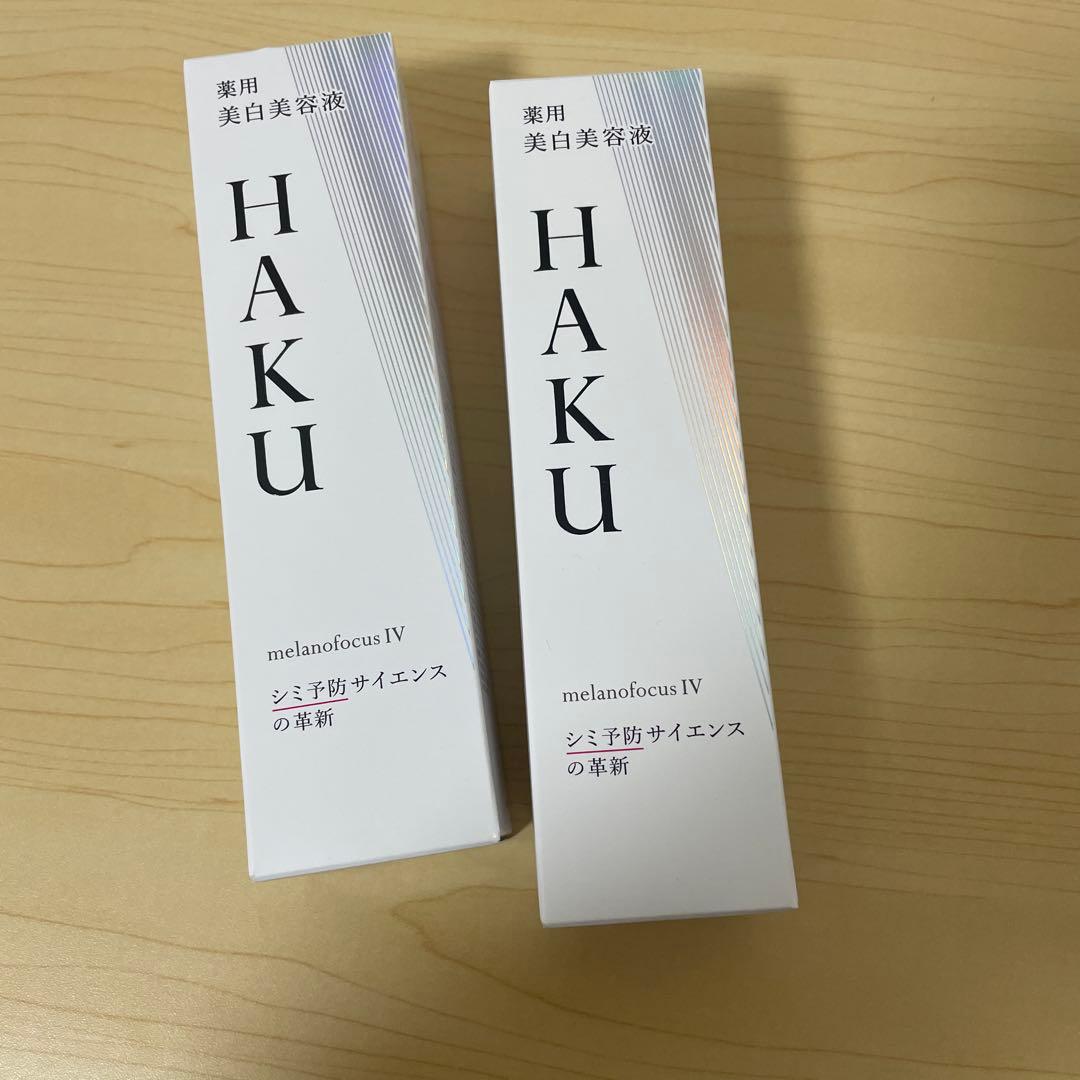 薬用
美白美容液
HAKU
melanofocus IV
シミ予防サイエンス
の革新
薬用
美白美容液
HAKU
melanofocus IV
シミ予防サイエンス
の革新